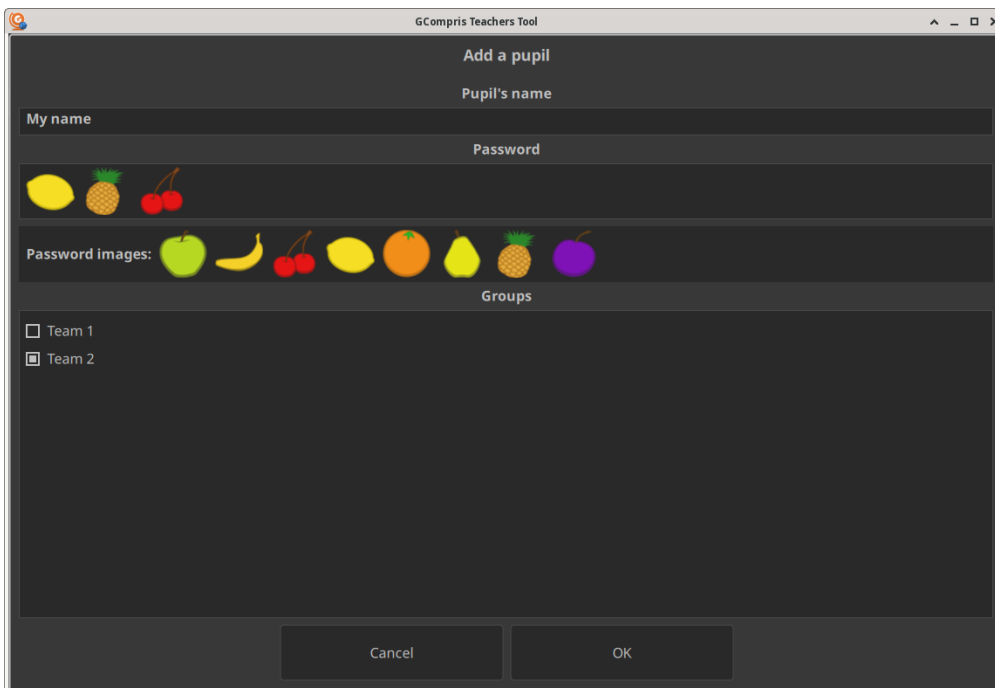 GCompris Teachers Tool
Add a pupil
Pupil's name
My name
Password
Password images:
Groups
Team 1
Team 2
Cancel OK